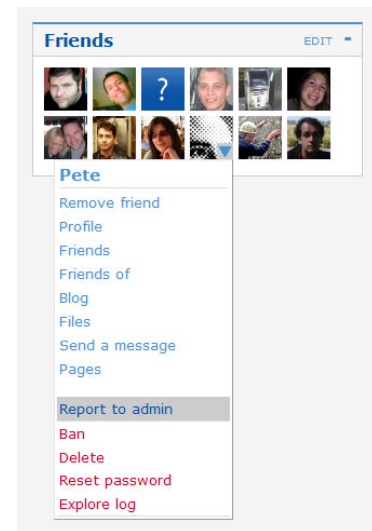 Friends EDIT -
?
Pete
Remove friend
Profile
Friends
Friends of
Blog
Files
Send a message
Pages
Report to admin
Ban
Delete
Reset password
Explore log